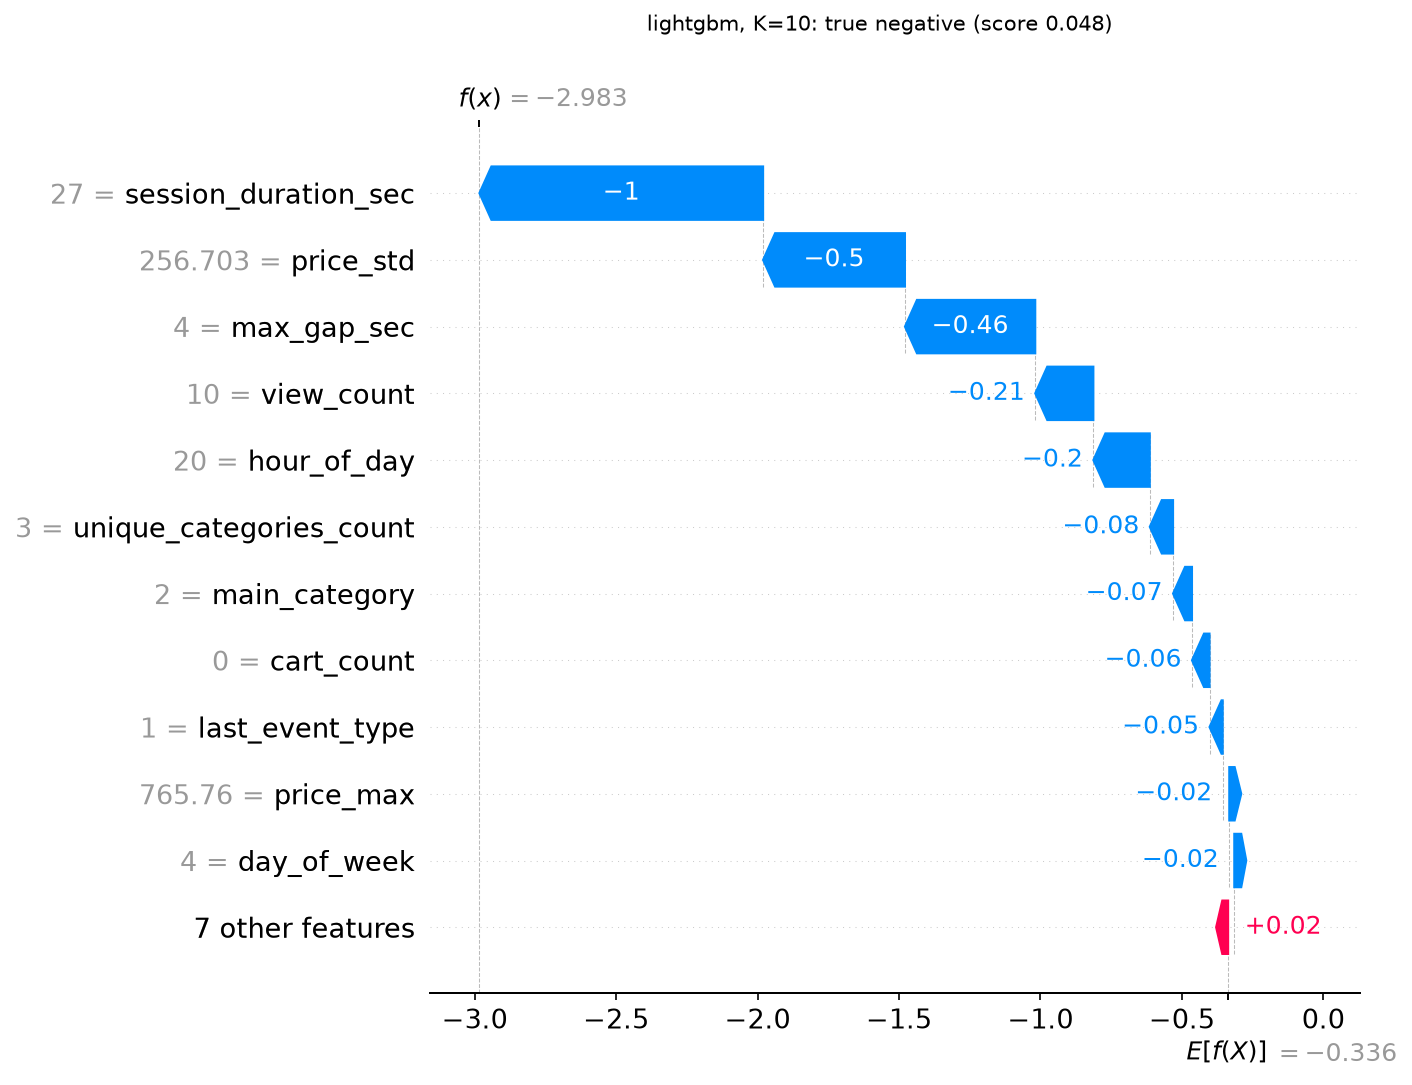 lightgbm, K=10: true negative (score 0.048)
f(x) = −2.983
27 = session_duration_sec −1
256.703 = price_std −0.5
4 = max_gap_sec −0.46
10 = view_count −0.21
20 = hour_of_day −0.2
3 = unique_categories_count −0.08
2 = main_category −0.07
0 = cart_count −0.06
1 = last_event_type −0.05
765.76 = price_max −0.02
4 = day_of_week −0.02
7 other features +0.02
−3.0 −2.5 −2.0 −1.5 −1.0 −0.5 0.0
E[f(X)] = −0.336